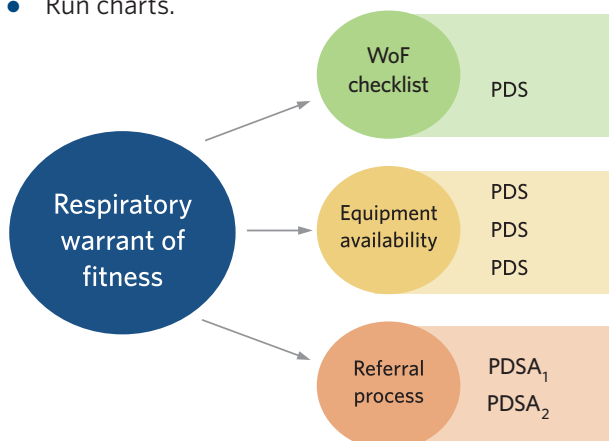 • Run charts.
Respiratory
warrant of
fitness
WoF
checklist
PDS
Equipment
availability
PDS
PDS
PDS
Referral
process
PDSA₁
PDSA₂